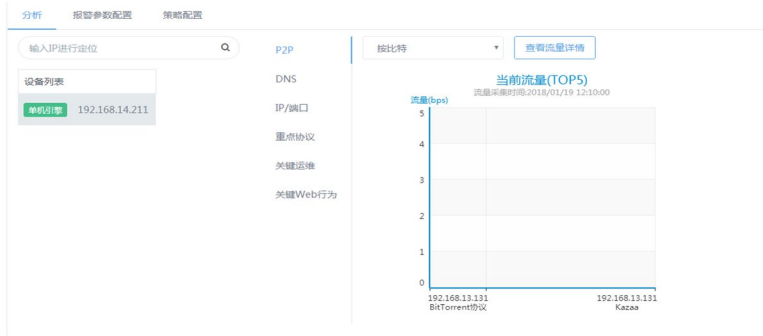 分析 报警参数配置 策略配置
输入IP进行定位
设备列表
单机引擎 192.168.14.211
P2P
DNS
IP/端口
重点协议
关键运维
关键Web行为
按比特 查看流量详情
当前流量(TOP5)
流量采集时间:2018/01/19 12:10:00
流量(bps)
5
4
3
2
1
0
192.168.13.131 192.168.13.131
BitTorrent协议 Kazaa